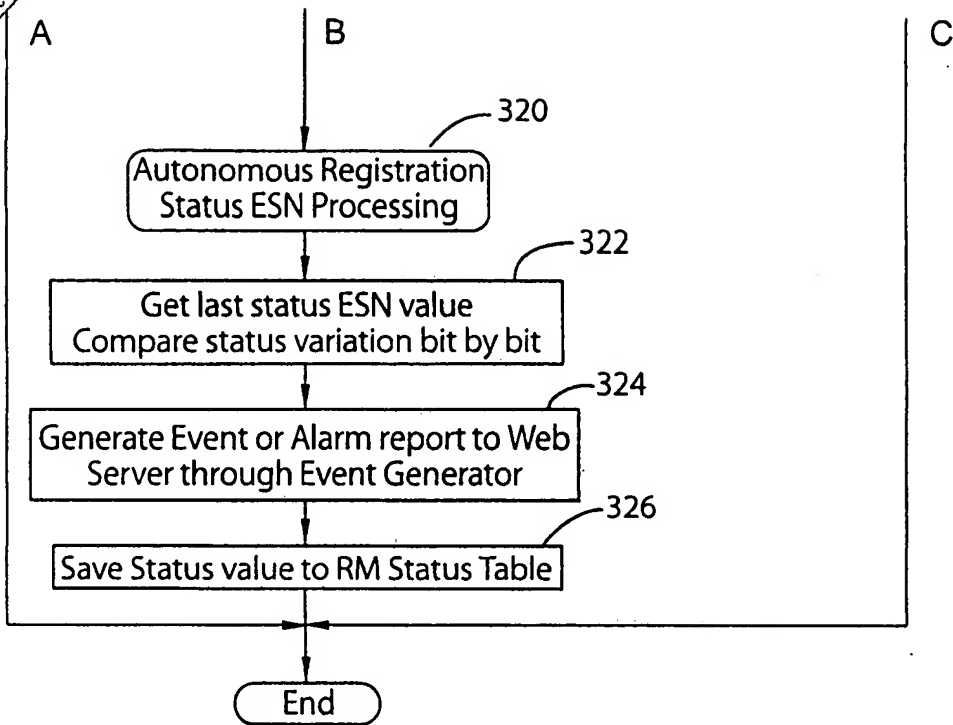 A
B
C
320
Autonomous Registration
Status ESN Processing
322
Get last status ESN value
Compare status variation bit by bit
324
Generate Event or Alarm report to Web
Server through Event Generator
326
Save Status value to RM Status Table
End